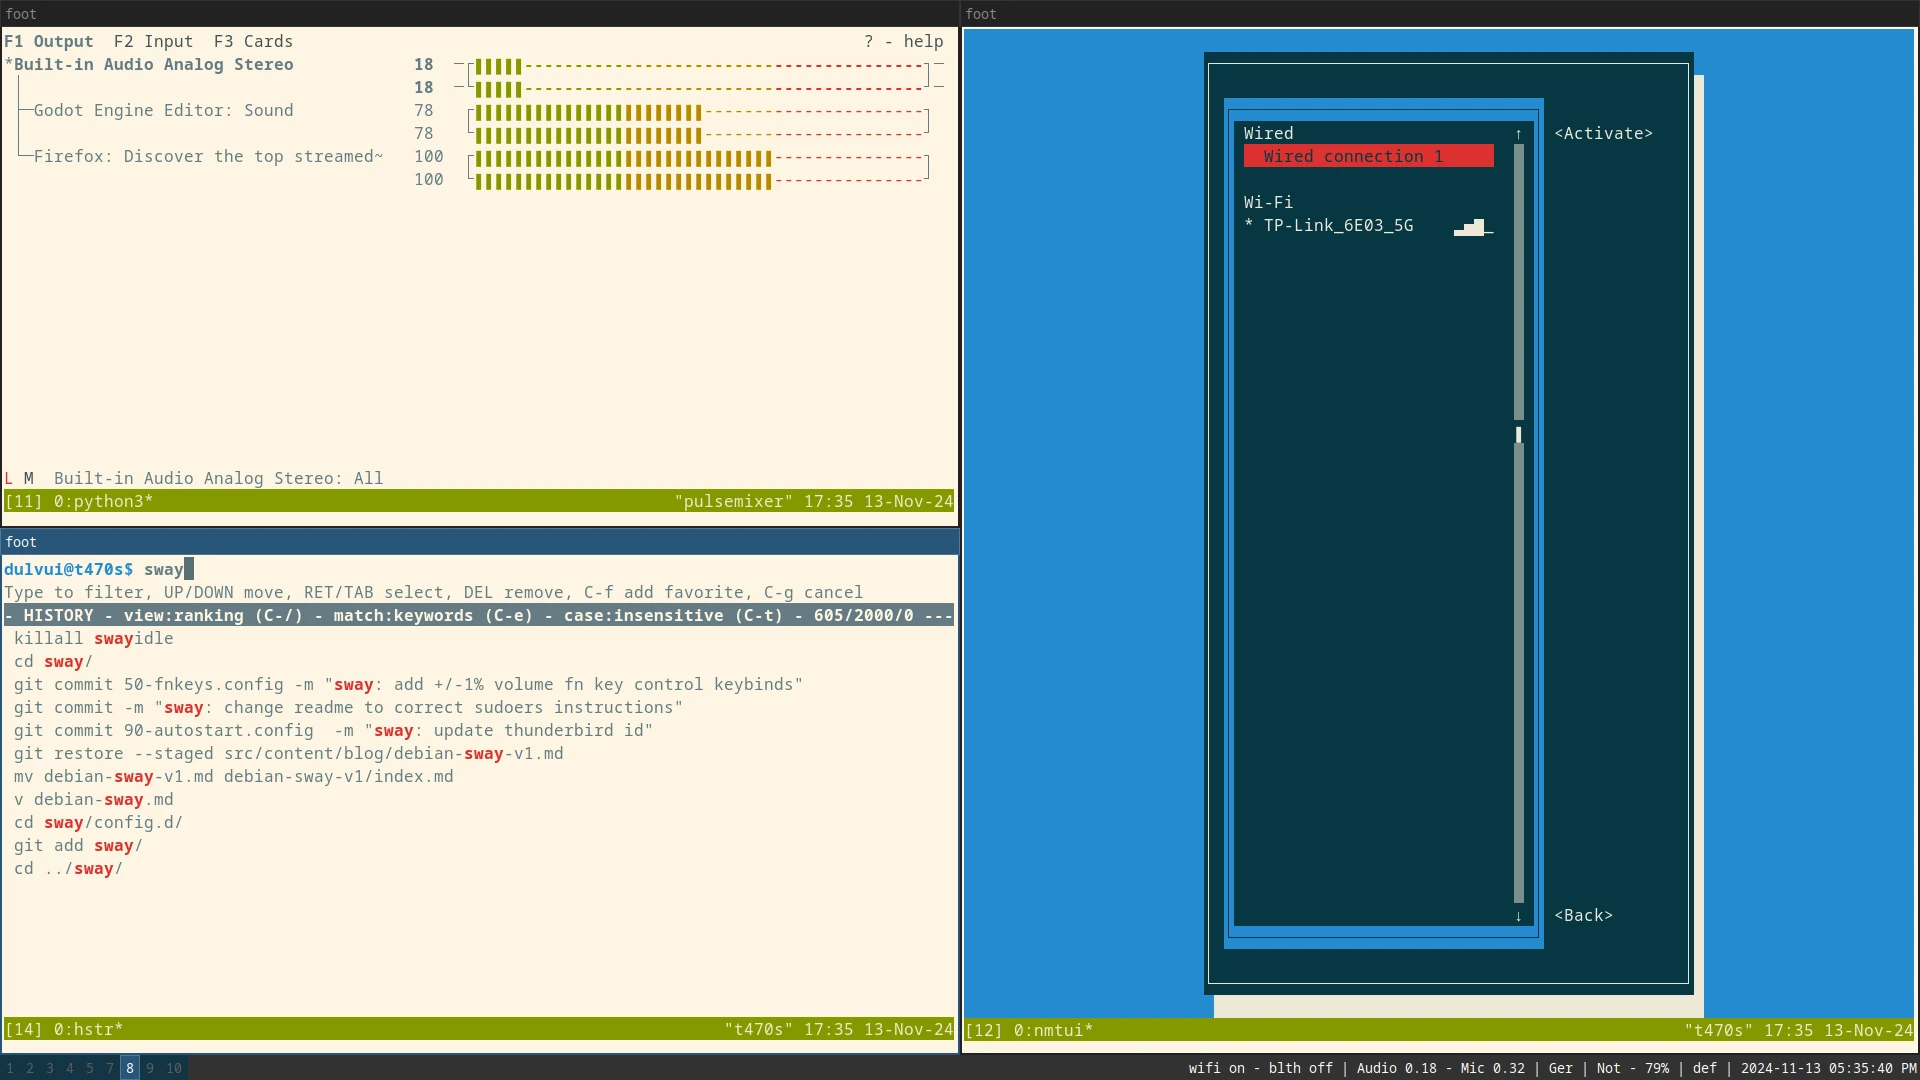 foot
F1 Output  F2 Input  F3 Cards ? - help
*Built-in Audio Analog Stereo 18
18
Godot Engine Editor: Sound 78
78
Firefox: Discover the top streamed~ 100
100
L M  Built-in Audio Analog Stereo: All
[11] 0:python3* "pulsemixer" 17:35 13-Nov-24
foot
dulvui@t470s$ sway
Type to filter, UP/DOWN move, RET/TAB select, DEL remove, C-f add favorite, C-g cancel
- HISTORY - view:ranking (C-/) - match:keywords (C-e) - case:insensitive (C-t) - 605/2000/0 ---
killall swayidle
cd sway/
git commit 50-fnkeys.config -m "sway: add +/-1% volume fn key control keybinds"
git commit -m "sway: change readme to correct sudoers instructions"
git commit 90-autostart.config  -m "sway: update thunderbird id"
git restore --staged src/content/blog/debian-sway-v1.md
mv debian-sway-v1.md debian-sway-v1/index.md
v debian-sway.md
cd sway/config.d/
git add sway/
cd ../sway/
[14] 0:hstr* "t470s" 17:35 13-Nov-24
foot
Wired ↑ <Activate>
Wired connection 1
Wi-Fi
* TP-Link_6E03_5G
↓ <Back>
[12] 0:nmtui* "t470s" 17:35 13-Nov-24
1 2 3 4 5 7 8 9 10 wifi on - blth off | Audio 0.18 - Mic 0.32 | Ger | Not - 79% | def | 2024-11-13 05:35:40 PM